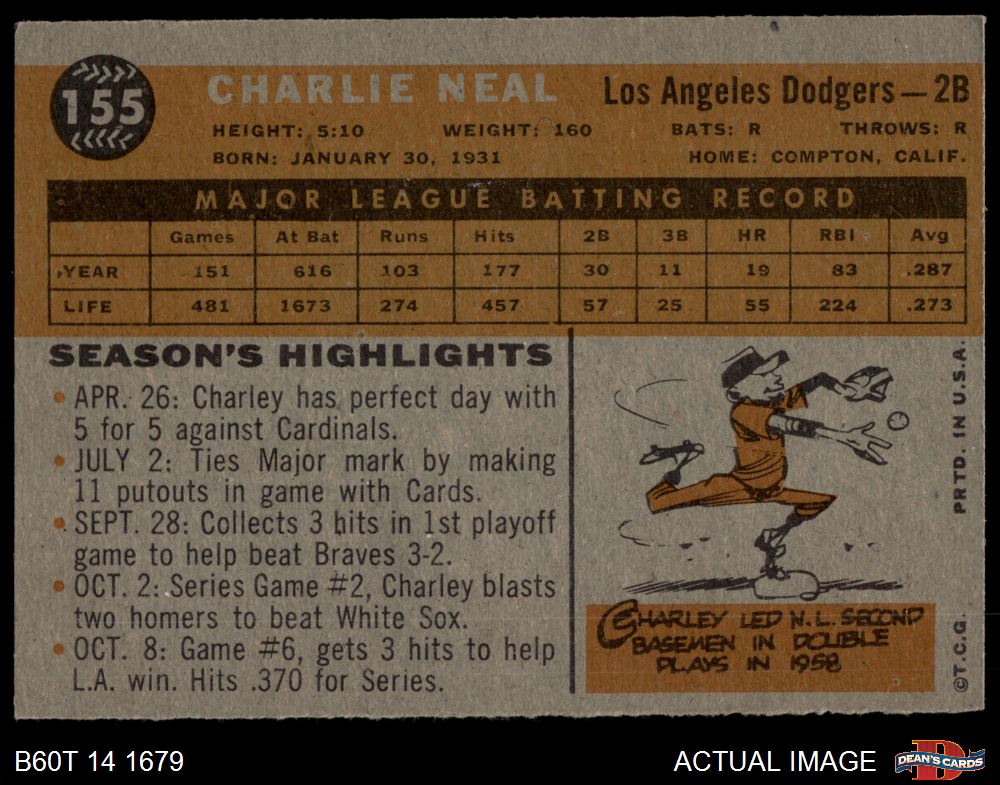 155
CHARLIE NEAL
Los Angeles Dodgers — 2B
HEIGHT: 5:10 WEIGHT: 160 BATS: R THROWS: R
BORN: JANUARY 30, 1931 HOME: COMPTON, CALIF.
MAJOR LEAGUE BATTING RECORD
Games At Bat Runs Hits 2B 3B HR RBI Avg
YEAR 151 616 103 177 30 11 19 83 .287
LIFE 481 1673 274 457 57 25 55 224 .273
SEASON'S HIGHLIGHTS
• APR. 26: Charley has perfect day with
5 for 5 against Cardinals.
• JULY 2: Ties Major mark by making
11 putouts in game with Cards.
• SEPT. 28: Collects 3 hits in 1st playoff
game to help beat Braves 3-2.
• OCT. 2: Series Game #2, Charley blasts
two homers to beat White Sox.
• OCT. 8: Game #6, gets 3 hits to help
L.A. win. Hits .370 for Series.
CHARLEY LED N.L. SECOND
BASEMEN IN DOUBLE
PLAYS IN 1958
©T.C.G. PRTD. IN U.S.A.
B60T 14 1679
ACTUAL IMAGE
D
DEAN'S CARDS